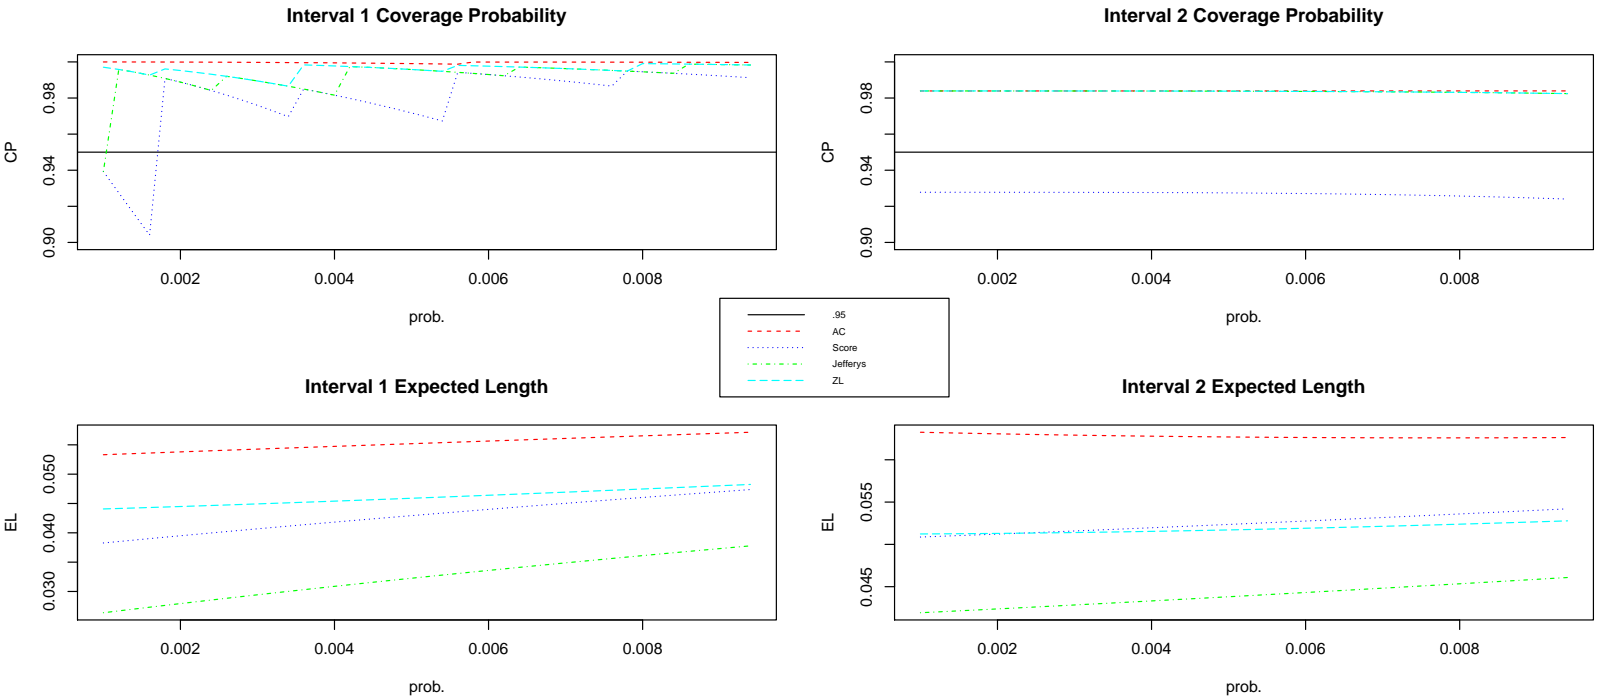 Interval 1 Coverage Probability
CP
0.90 0.94 0.98
0.002 0.004 0.006 0.008
prob.
Interval 2 Coverage Probability
CP
0.90 0.94 0.98
0.002 0.004 0.006 0.008
prob.
.95
AC
Score
Jefferys
ZL
Interval 1 Expected Length
EL
0.030 0.040 0.050
0.002 0.004 0.006 0.008
prob.
Interval 2 Expected Length
EL
0.045 0.055
0.002 0.004 0.006 0.008
prob.